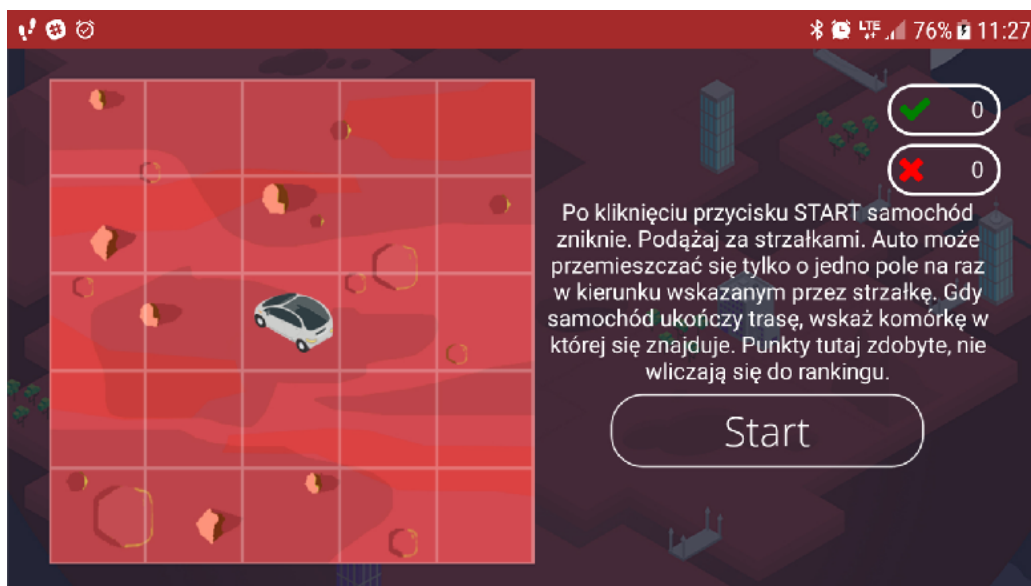 LTE 76% 11:27
0
0
Po kliknięciu przycisku START samochód
zniknie. Podążaj za strzałkami. Auto może
przemieszczać się tylko o jedno pole na raz
w kierunku wskazanym przez strzałkę. Gdy
samochód ukończy trasę, wskaż komórkę w
której się znajduje. Punkty tutaj zdobyte, nie
wliczają się do rankingu.
Start